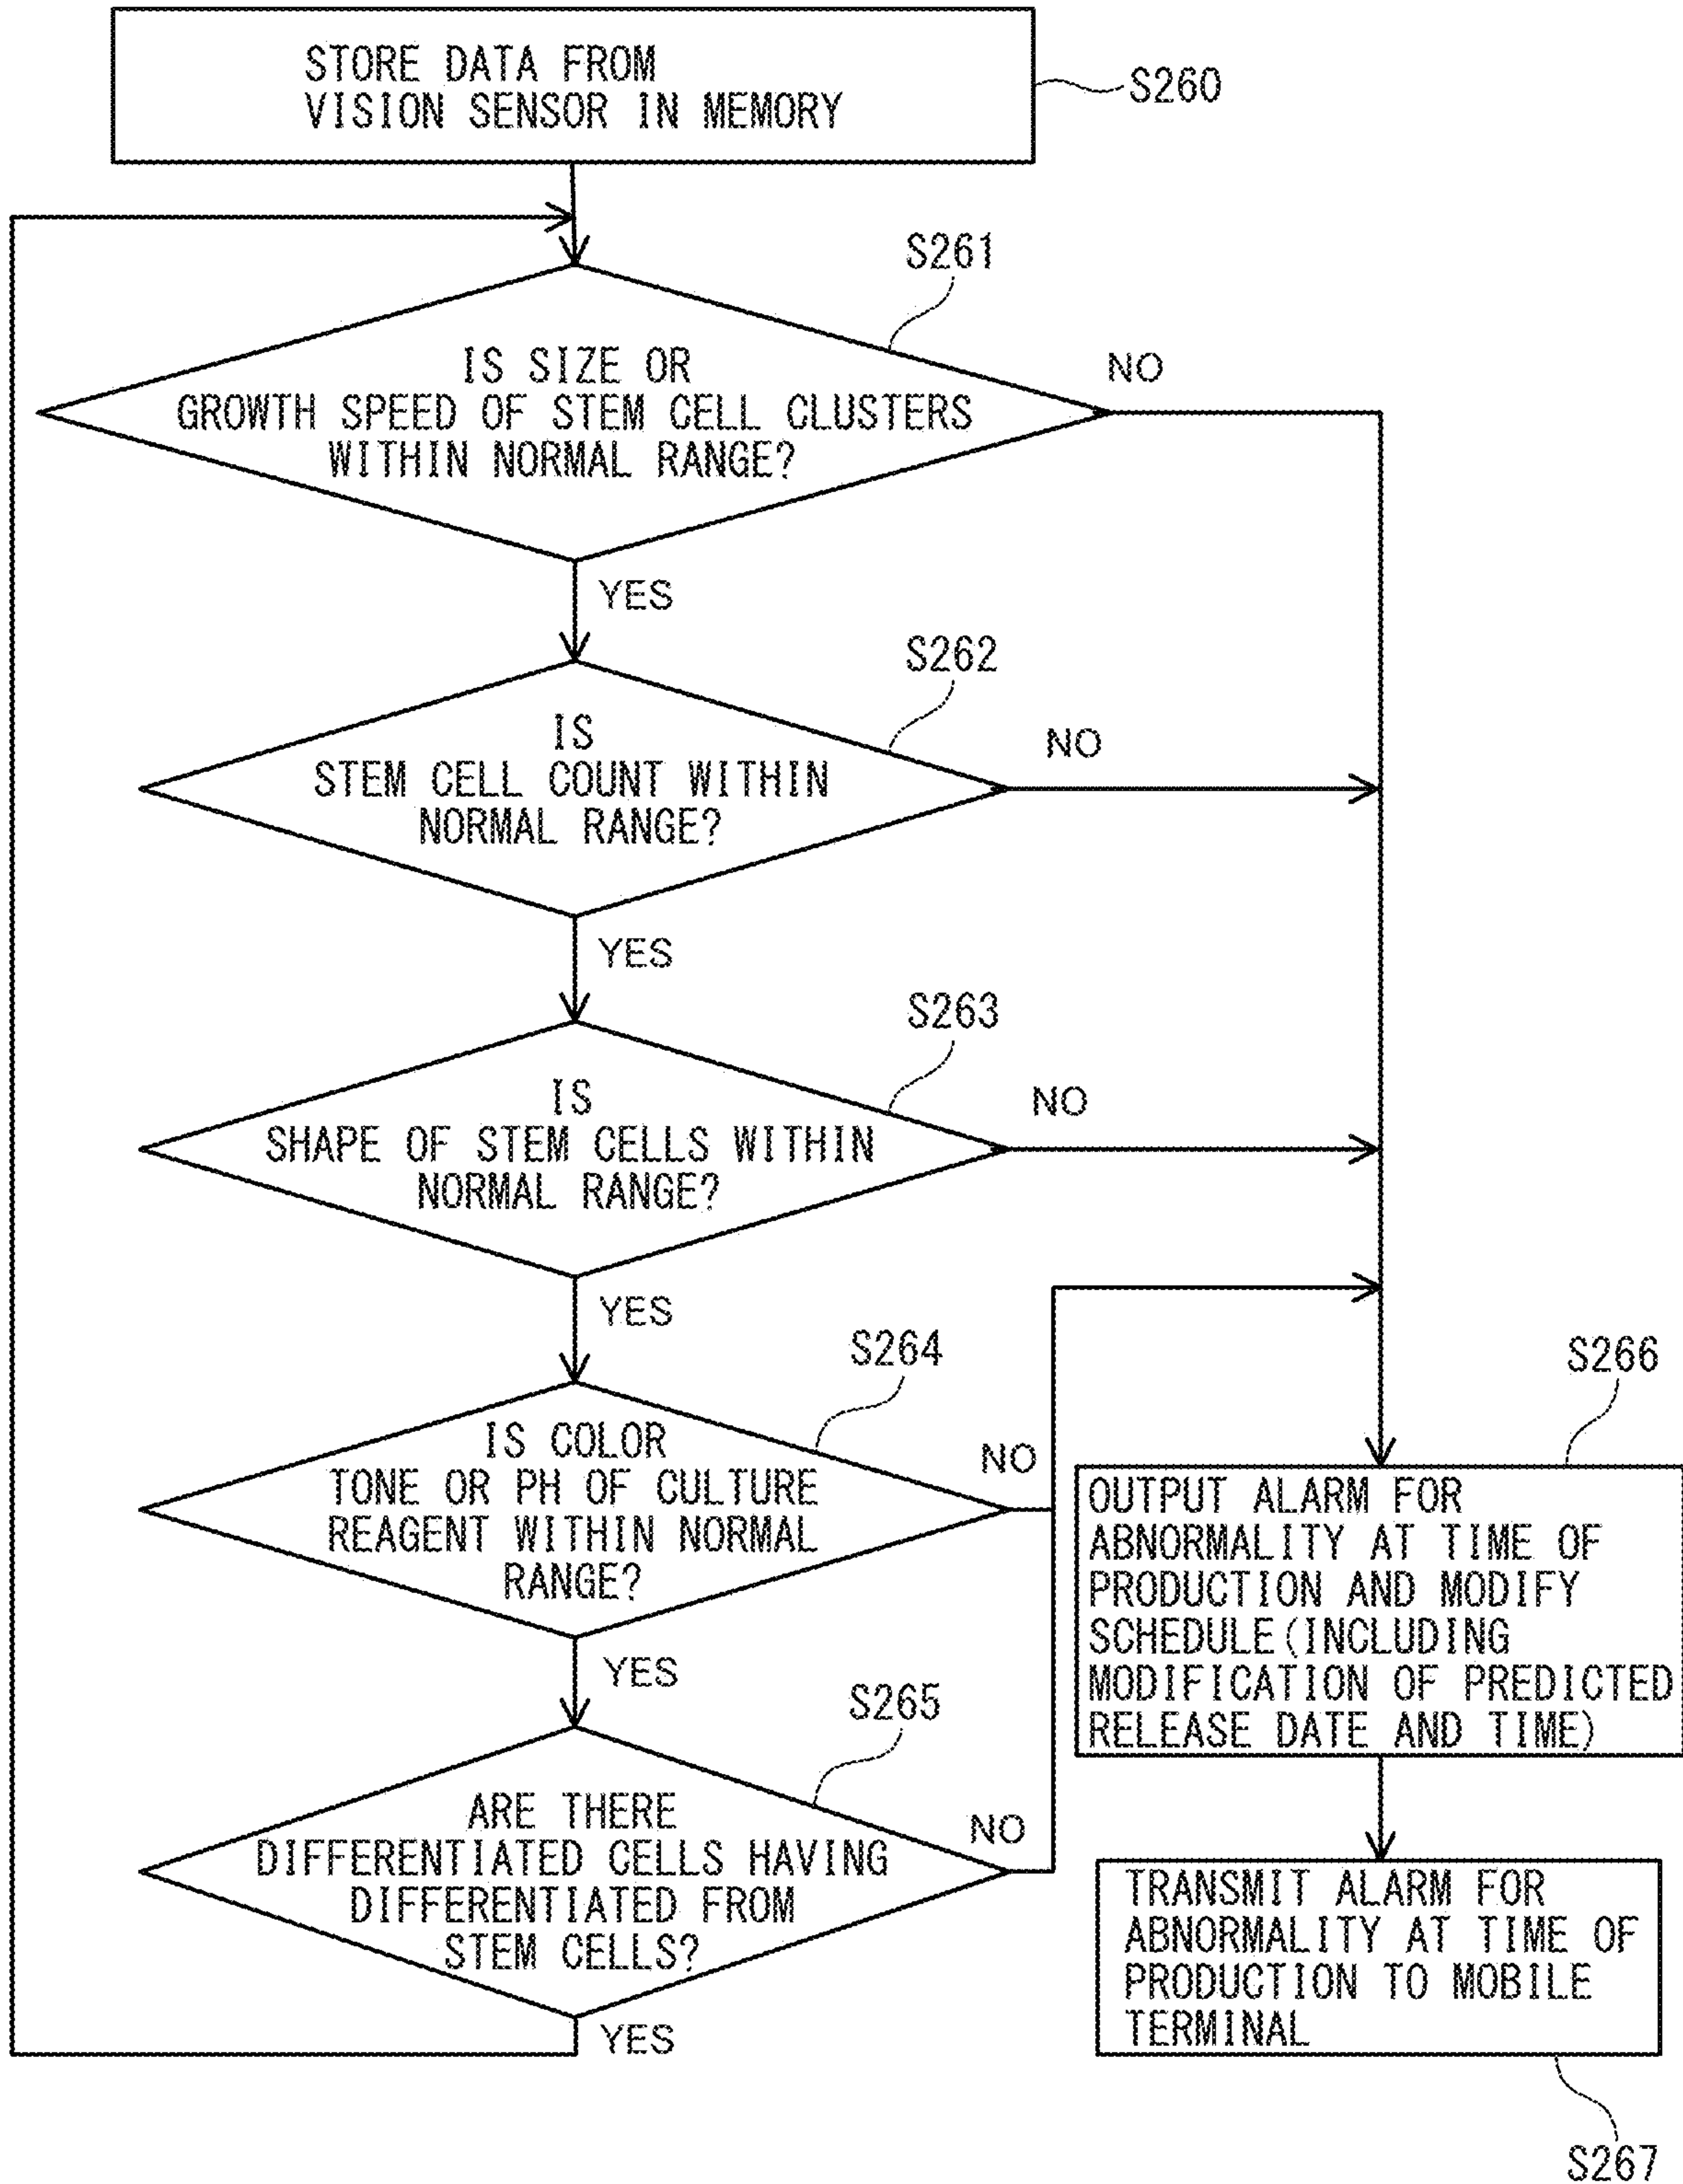 STORE DATA FROM
VISION SENSOR IN MEMORY
S260
S261
IS SIZE OR
GROWTH SPEED OF STEM CELL CLUSTERS
WITHIN NORMAL RANGE?
NO
YES
S262
IS
STEM CELL COUNT WITHIN
NORMAL RANGE?
NO
YES
S263
IS
SHAPE OF STEM CELLS WITHIN
NORMAL RANGE?
NO
YES
S264
IS COLOR
TONE OR PH OF CULTURE
REAGENT WITHIN NORMAL
RANGE?
NO
YES
S265
ARE THERE
DIFFERENTIATED CELLS HAVING
DIFFERENTIATED FROM
STEM CELLS?
NO
YES
S266
OUTPUT ALARM FOR
ABNORMALITY AT TIME OF
PRODUCTION AND MODIFY
SCHEDULE(INCLUDING
MODIFICATION OF PREDICTED
RELEASE DATE AND TIME)
TRANSMIT ALARM FOR
ABNORMALITY AT TIME OF
PRODUCTION TO MOBILE
TERMINAL
S267